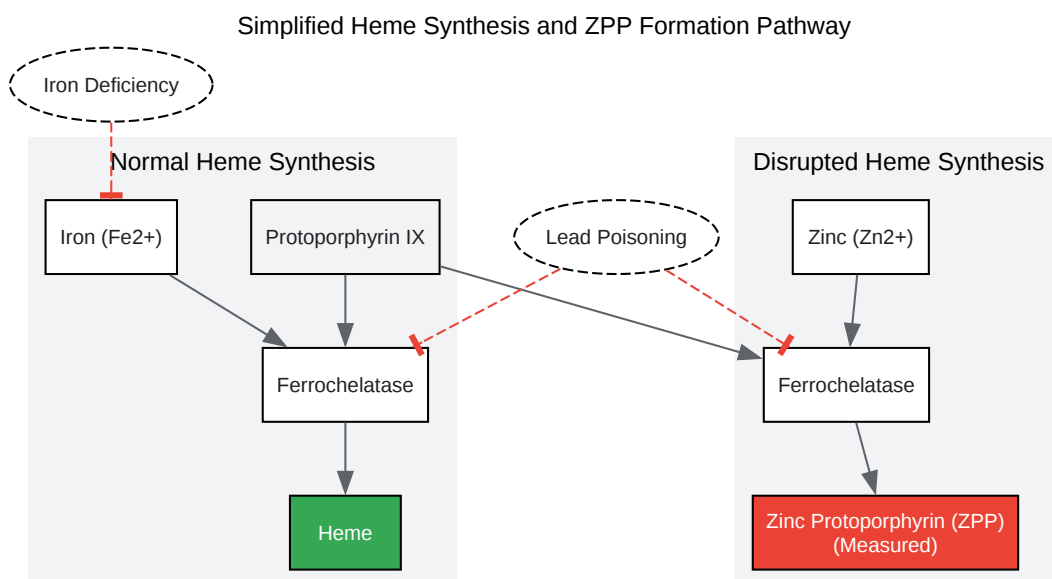 Simplified Heme Synthesis and ZPP Formation Pathway
Iron Deficiency
Normal Heme Synthesis
Disrupted Heme Synthesis
Iron (Fe2+)
Protoporphyrin IX
Lead Poisoning
Zinc (Zn2+)
Ferrochelatase
Ferrochelatase
Heme
Zinc Protoporphyrin (ZPP)
(Measured)